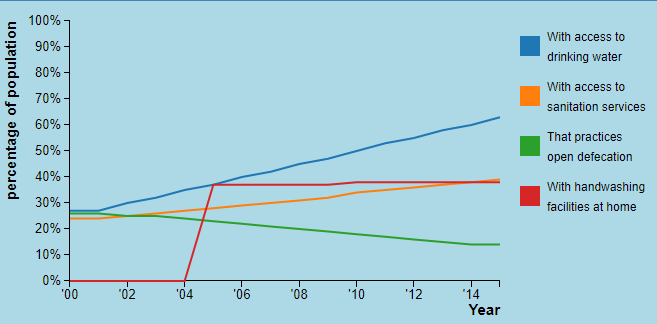 percentage of population
100%
90%
80%
70%
60%
50%
40%
30%
20%
10%
0%
'00 '02 '04 '06 '08 '10 '12 '14
Year
With access to
drinking water
With access to
sanitation services
That practices
open defecation
With handwashing
facilities at home